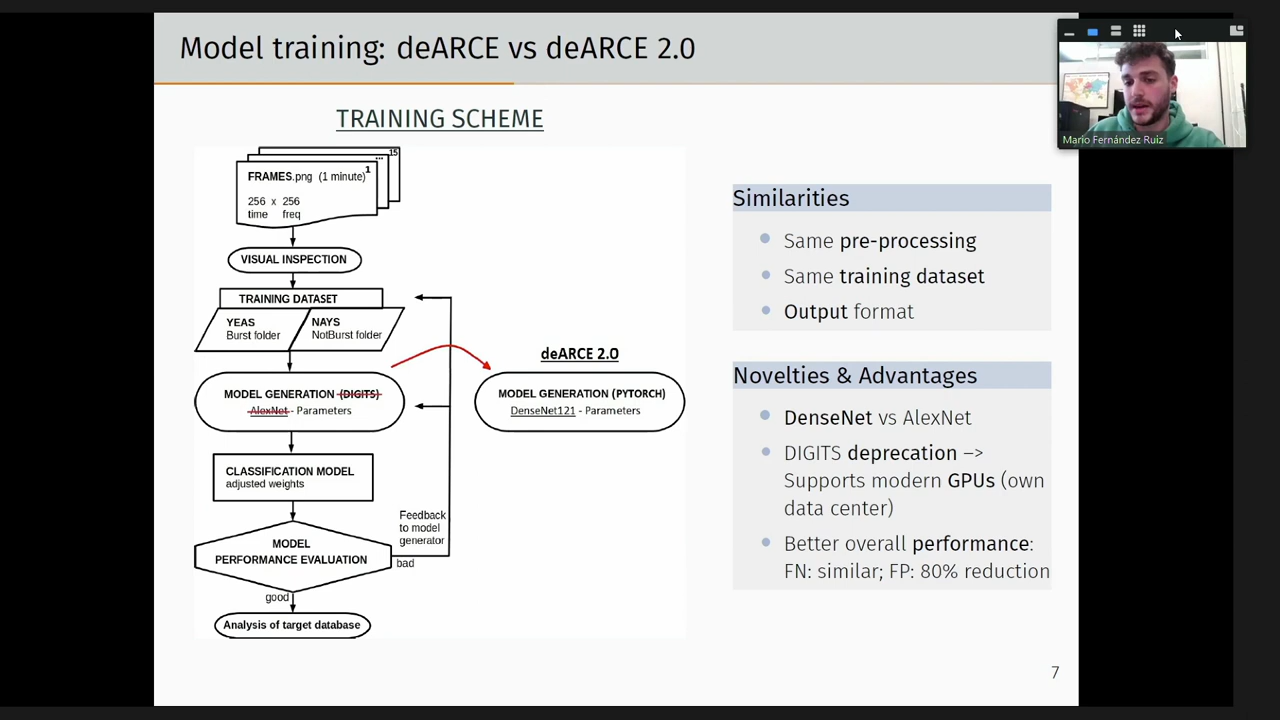 Model training: deARCE vs deARCE 2.0
Mario Fernández Ruiz
TRAINING SCHEME
15
...
1
FRAMES.png (1 minute)
256 x 256
time freq
VISUAL INSPECTION
TRAINING DATASET
YEAS
Burst folder
NAYS
NotBurst folder
MODEL GENERATION (DIGITS)
AlexNet - Parameters
deARCE 2.0
MODEL GENERATION (PYTORCH)
DenseNet121 - Parameters
CLASSIFICATION MODEL
adjusted weights
Feedback
to model
generator
MODEL
PERFORMANCE EVALUATION
bad
good
Analysis of target database
Similarities
Same pre-processing
Same training dataset
Output format
Novelties & Advantages
DenseNet vs AlexNet
DIGITS deprecation –>
Supports modern GPUs (own
data center)
Better overall performance:
FN: similar; FP: 80% reduction
7